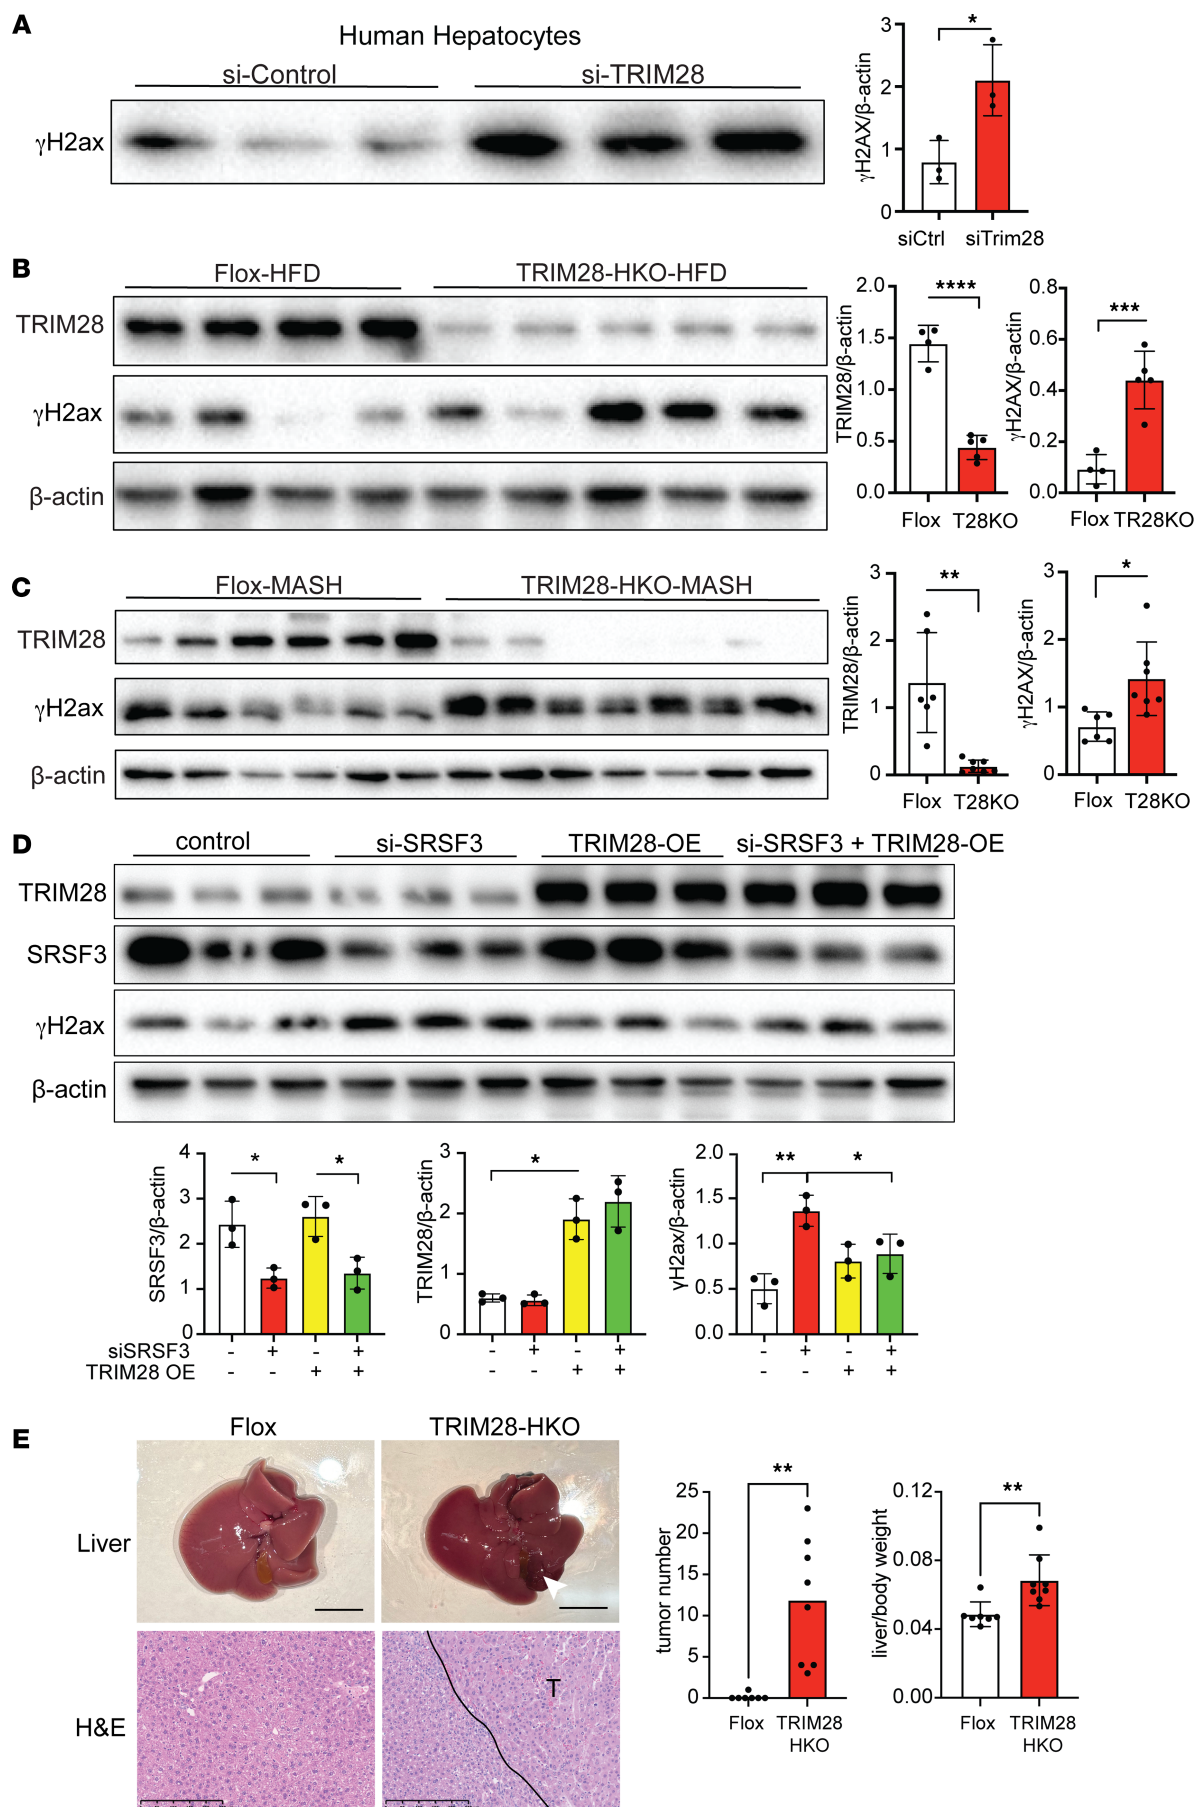 A
Human Hepatocytes
si-Control
si-TRIM28
γH2ax
γH2AX/β-actin
3
2
1
0
*
siCtrl
siTrim28
B
Flox-HFD
TRIM28-HKO-HFD
TRIM28
γH2ax
β-actin
TRIM28/β-actin
2.0
1.5
1.0
0.5
0.0
****
Flox
T28KO
γH2AX/β-actin
0.8
0.6
0.4
0.2
0.0
***
Flox
TR28KO
C
Flox-MASH
TRIM28-HKO-MASH
TRIM28
γH2ax
β-actin
TRIM28/β-actin
3
2
1
0
**
Flox
T28KO
γH2AX/β-actin
3
2
1
0
*
Flox
T28KO
D
control
si-SRSF3
TRIM28-OE
si-SRSF3 + TRIM28-OE
TRIM28
SRSF3
γH2ax
β-actin
SRSF3/β-actin
4
3
2
1
0
*
*
TRIM28/β-actin
3
2
1
0
*
γH2ax/β-actin
2.0
1.5
1.0
0.5
0.0
**
*
siSRSF3 - + - + - + - + - + - +
TRIM28 OE - - + + - - + + - - + +
E
Flox
TRIM28-HKO
Liver
H&E
T
tumor number
25
20
15
10
5
0
**
Flox
TRIM28
HKO
liver/body weight
0.12
0.08
0.04
0.00
**
Flox
TRIM28
HKO